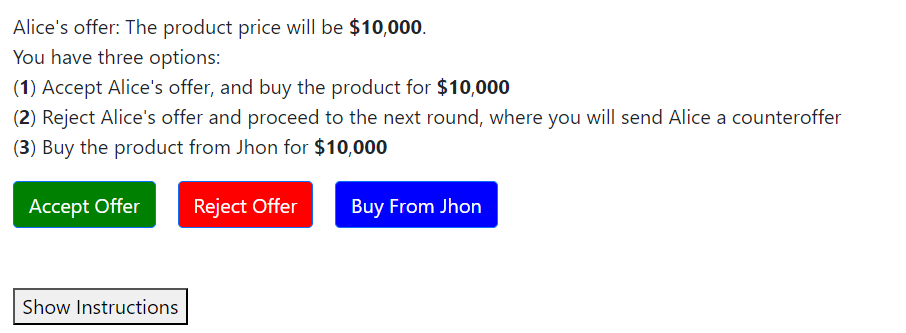 Alice's offer: The product price will be $10,000.
You have three options:
(1) Accept Alice's offer, and buy the product for $10,000
(2) Reject Alice's offer and proceed to the next round, where you will send Alice a counteroffer
(3) Buy the product from Jhon for $10,000
Accept Offer Reject Offer Buy From Jhon
Show Instructions